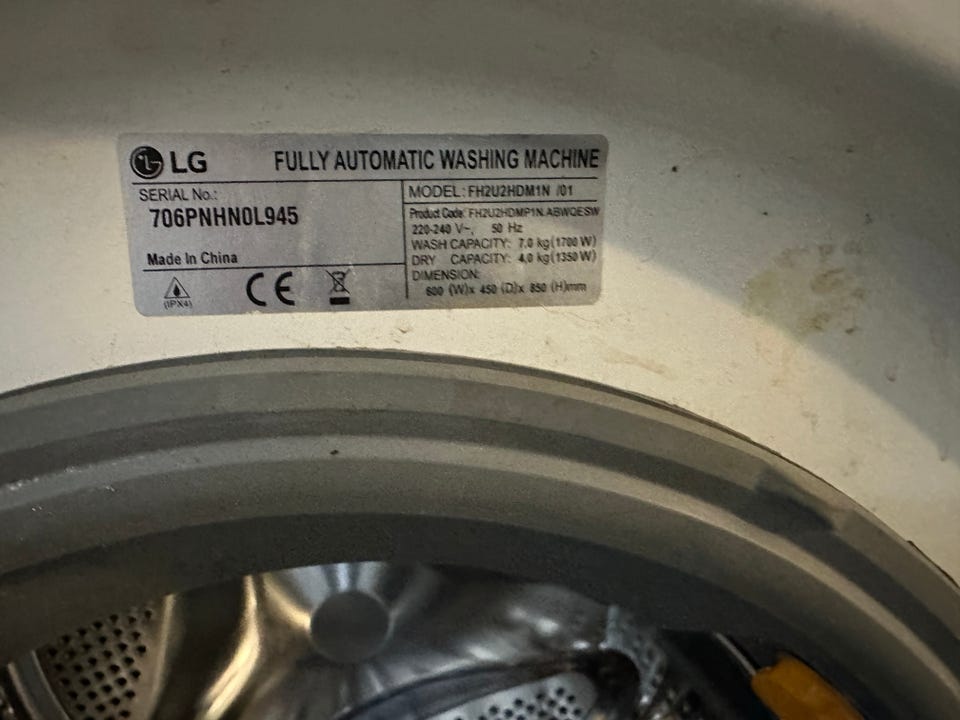 LG FULLY AUTOMATIC WASHING MACHINE
SERIAL No.:
706PNHN0L945
Made In China
(IPX4)
CE
MODEL: FH2U2HDM1N /01
Product Code: FH2U2HDMP1N.ABWQESW
220-240 V~, 50 Hz
WASH CAPACITY: 7.0 kg(1700 W)
DRY CAPACITY: 4.0 kg(1350 W)
DIMENSION:
600 (W)x 450 (D)x 850 (H)mm